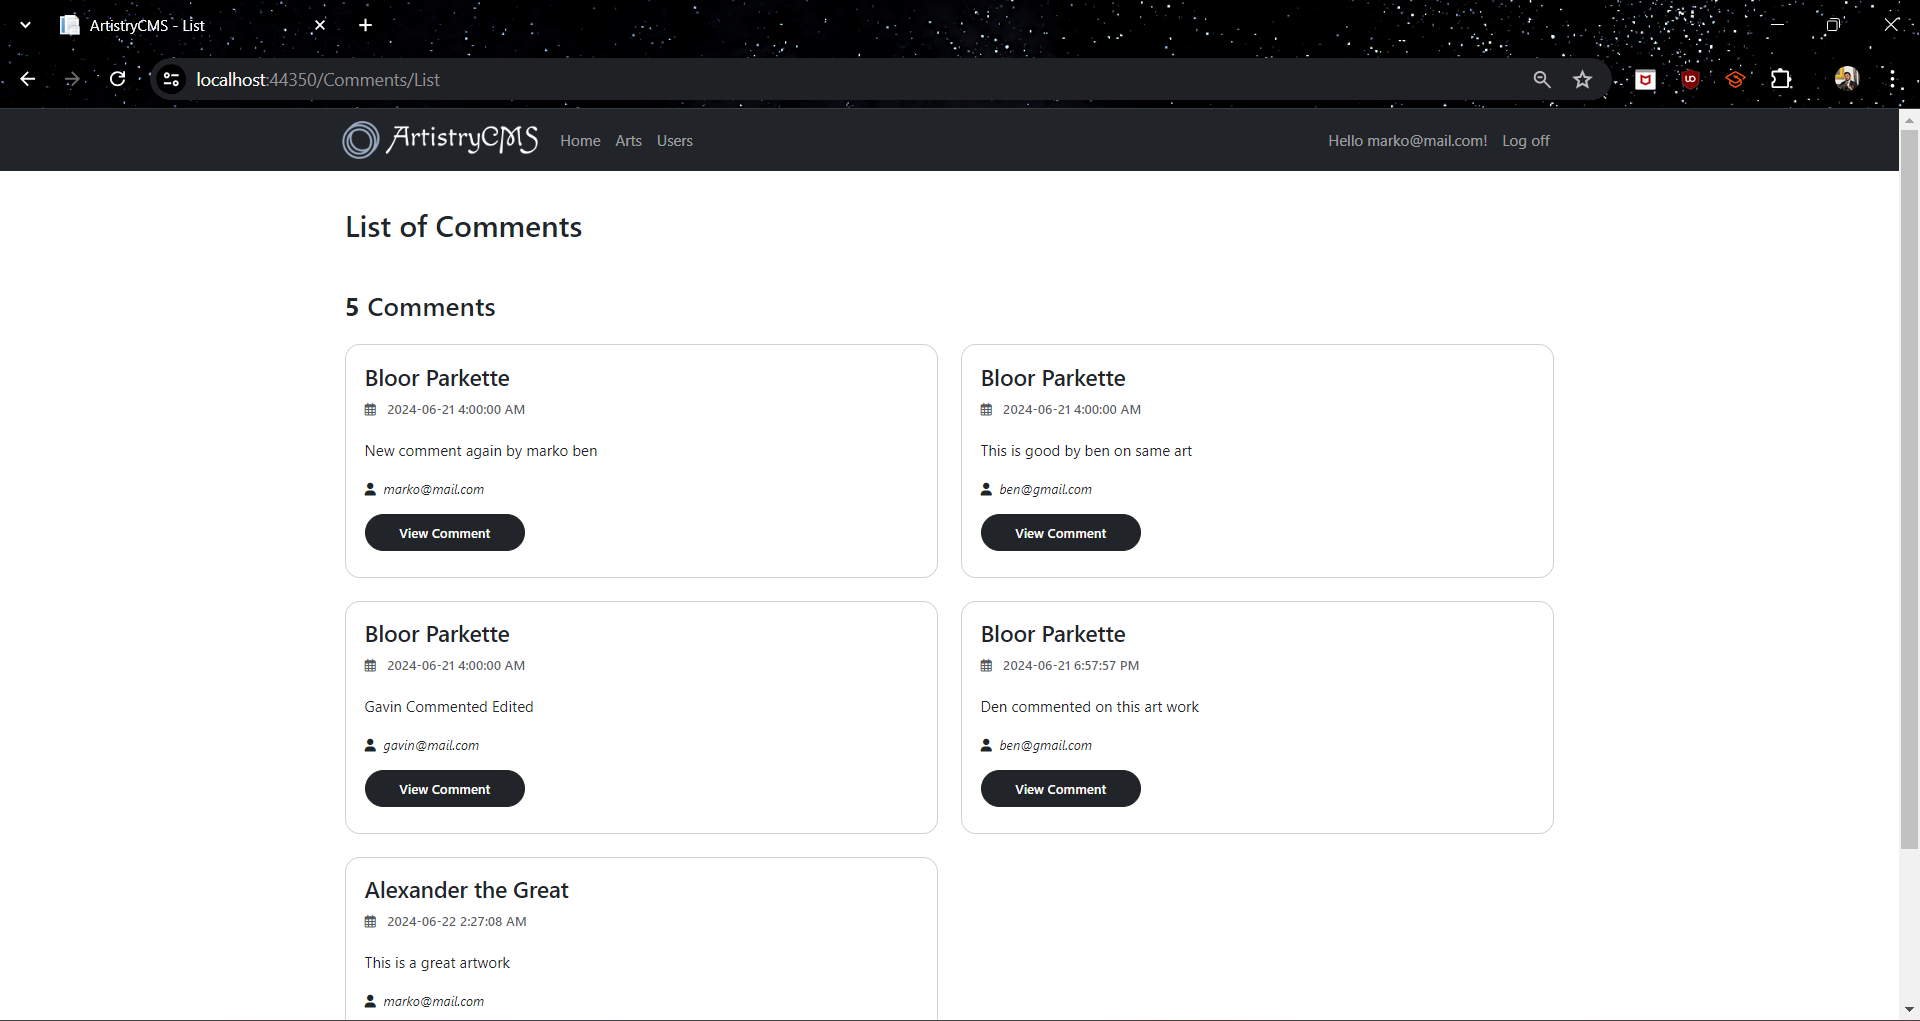 ArtistryCMS - List
localhost:44350/Comments/List
ArtistryCMS Home Arts Users Hello marko@mail.com! Log off
List of Comments
5 Comments
Bloor Parkette
2024-06-21 4:00:00 AM
New comment again by marko ben
marko@mail.com
View Comment
Bloor Parkette
2024-06-21 4:00:00 AM
This is good by ben on same art
ben@gmail.com
View Comment
Bloor Parkette
2024-06-21 4:00:00 AM
Gavin Commented Edited
gavin@mail.com
View Comment
Bloor Parkette
2024-06-21 6:57:57 PM
Den commented on this art work
ben@gmail.com
View Comment
Alexander the Great
2024-06-22 2:27:08 AM
This is a great artwork
marko@mail.com